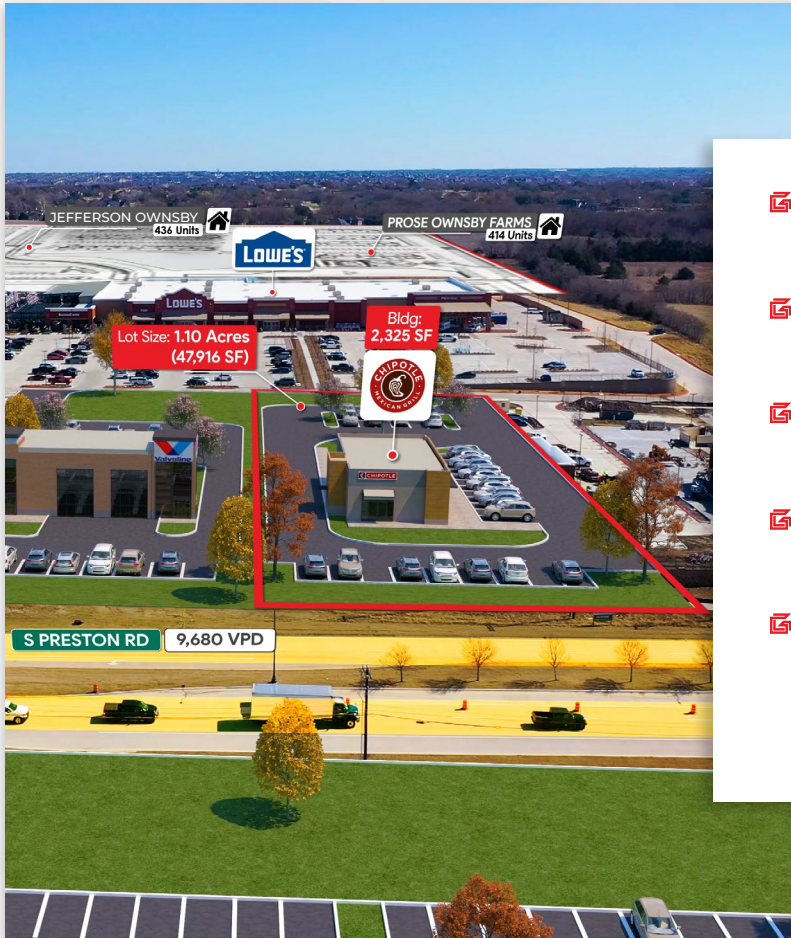 JEFFERSON OWNSBY
436 Units
PROSE OWNSBY FARMS
414 Units
LOWE'S
LOWE'S
Lot Size: 1.10 Acres
(47,916 SF)
Bldg:
2,325 SF
CHIPOTLE
MEXICAN GRILL
Valvoline
CHIPOTLE
S PRESTON RD
9,680 VPD